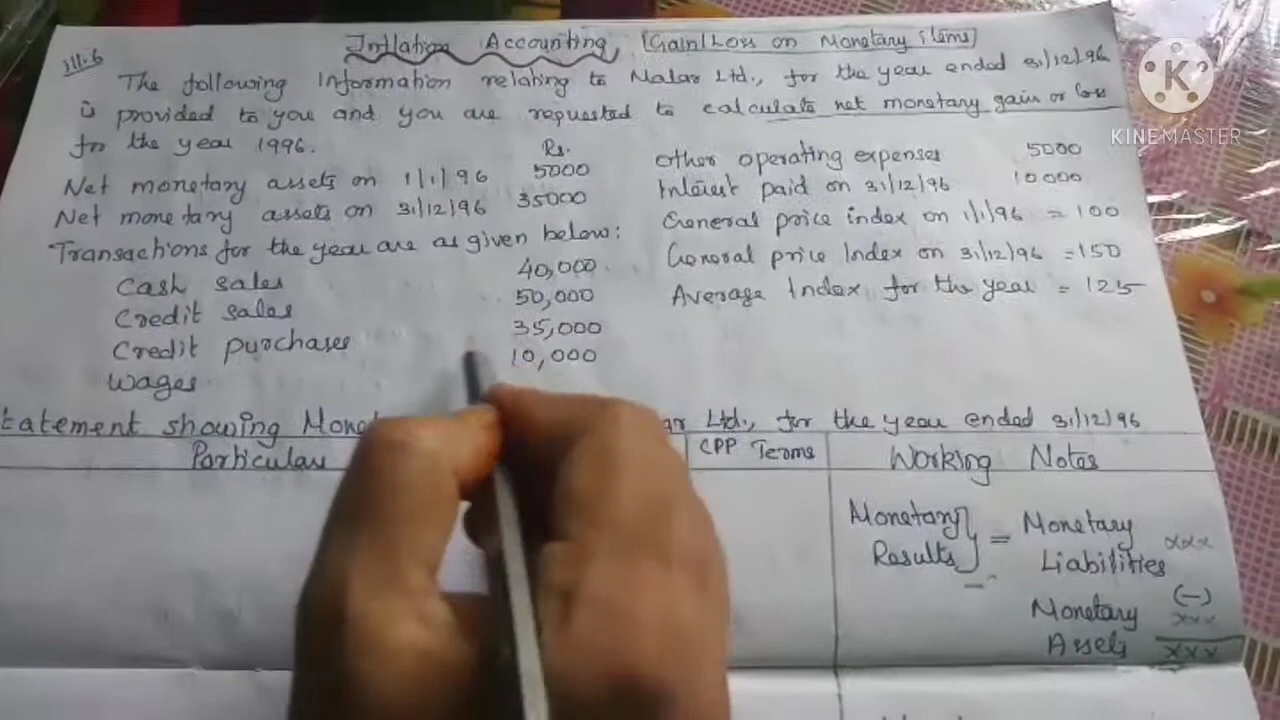 Ill.6
Inflation Accounting, [Gain/Loss on Monetary items]
The following Information relating to Malar Ltd., for the year ended 31/12/96
is provided to you and you are requested to calculate net monetary gain or loss
for the year 1996.
Rs.
Net monetary assets on 1/1/96 5000
Net monetary assets on 31/12/96 35000
Transactions for the year are as given below:
Cash sales 40,000
Credit sales 50,000
Credit purchases 35,000
Wages 10,000
Other operating expenses 5000
Interest paid on 31/12/96 10000
General price index on 1/1/96 = 100
General price Index on 31/12/96 = 150
Average Index for the year = 125
tatement showing Ltd., for the year ended 31/12/96
Particular CPP Terms Working Notes
Monetary Results = Monetary Liabilities xxx
(-)
Monetary Assets xxx
xxx
K
KINEMASTER